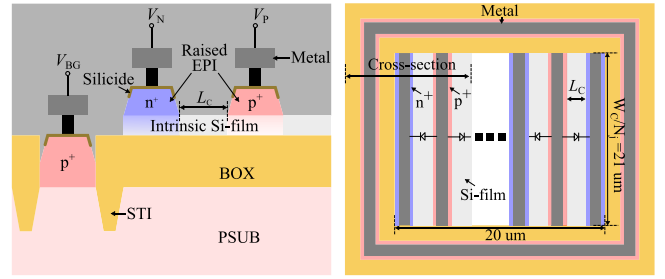 V_N
V_P
Raised
EPI
Metal
V_BG
Silicide
n⁺
L_C
p⁺
Intrinsic Si-film
p⁺
BOX
STI
PSUB
Metal
Cross-section
n⁺
p⁺
L_C
W_C/N_j=21 um
Si-film
20 um